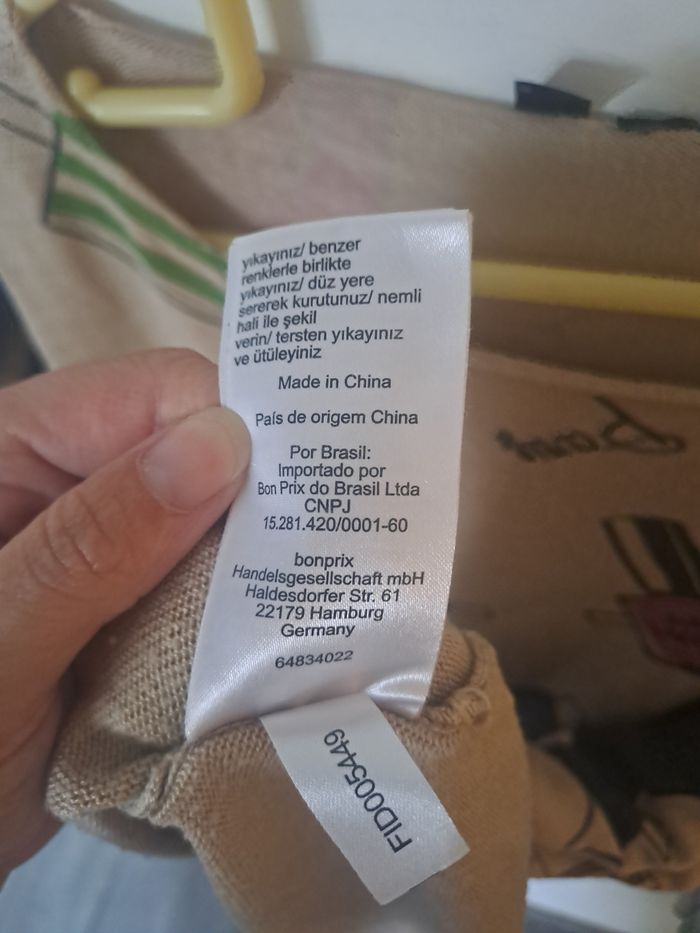 yıkayınız/ benzer
renklerle birlikte
yıkayınız/ düz yere
sererek kurutunuz/ nemli
hali ile şekil
verin/ tersten yıkayınız
ve ütüleyiniz
Made in China
País de origem China
Por Brasil:
Importado por
Bon Prix do Brasil Ltda
CNPJ
15.281.420/0001-60
bonprix
Handelsgesellschaft mbH
Haldesdorfer Str. 61
22179 Hamburg
Germany
64834022
FID005449